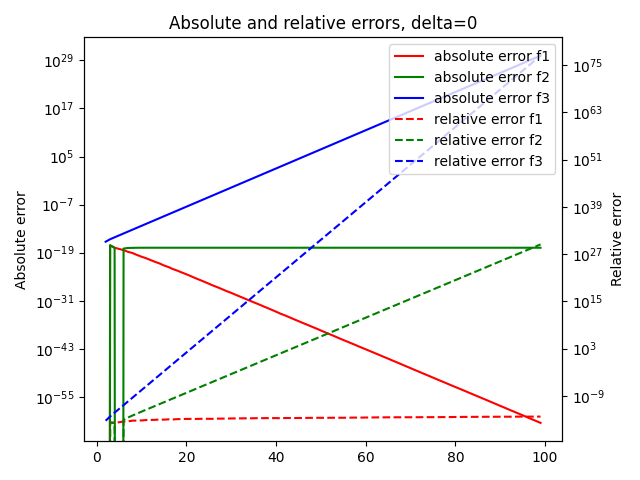 Absolute and relative errors, delta=0
Absolute error
10^29
10^17
10^5
10^-7
10^-19
10^-31
10^-43
10^-55
absolute error f1
absolute error f2
absolute error f3
relative error f1
relative error f2
relative error f3
10^75
10^63
10^51
10^39
10^27
10^15
10^3
10^-9
Relative error
0 20 40 60 80 100